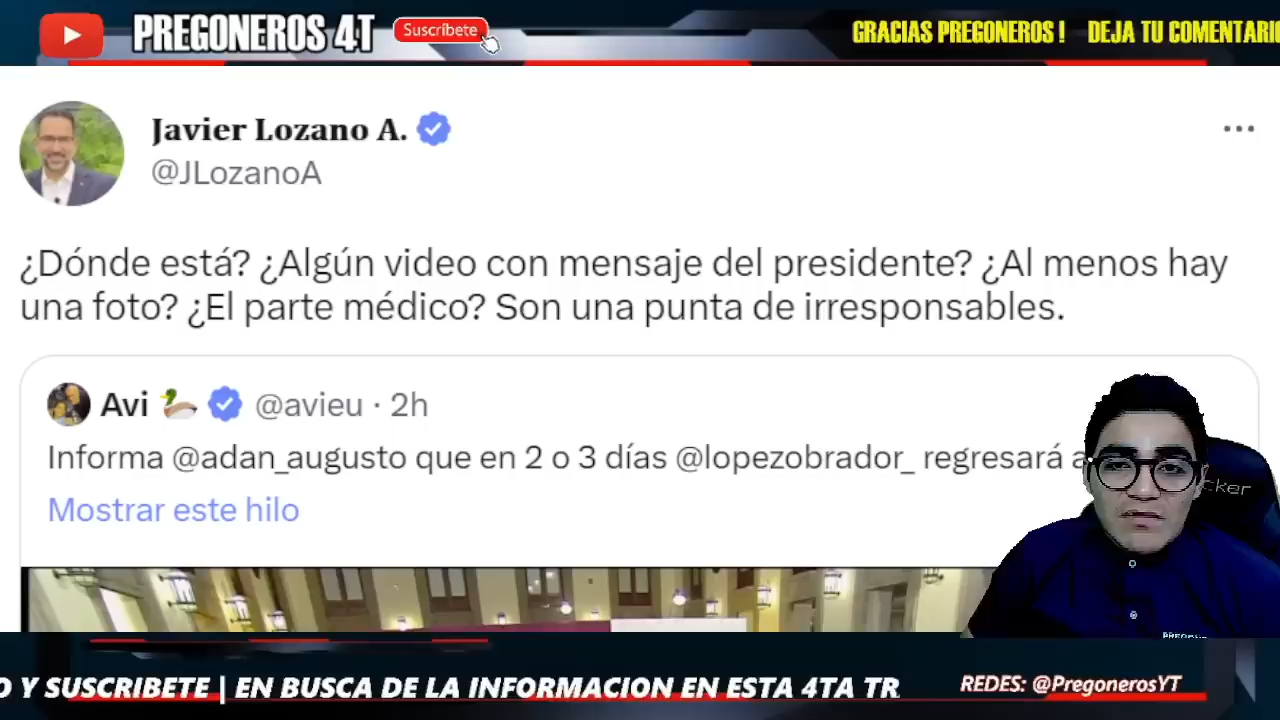 PREGONEROS 4T
Suscríbete
GRACIAS PREGONEROS ! DEJA TU COMENTARI
Javier Lozano A.
@JLozanoA
¿Dónde está? ¿Algún video con mensaje del presidente? ¿Al menos hay
una foto? ¿El parte médico? Son una punta de irresponsables.
Avi @avieu · 2h
Informa @adan_augusto que en 2 o 3 días @lopezobrador_ regresará
Mostrar este hilo
cker
O Y SUSCRIBETE | EN BUSCA DE LA INFORMACION EN ESTA 4TA TR
REDES: @PregonerosYT